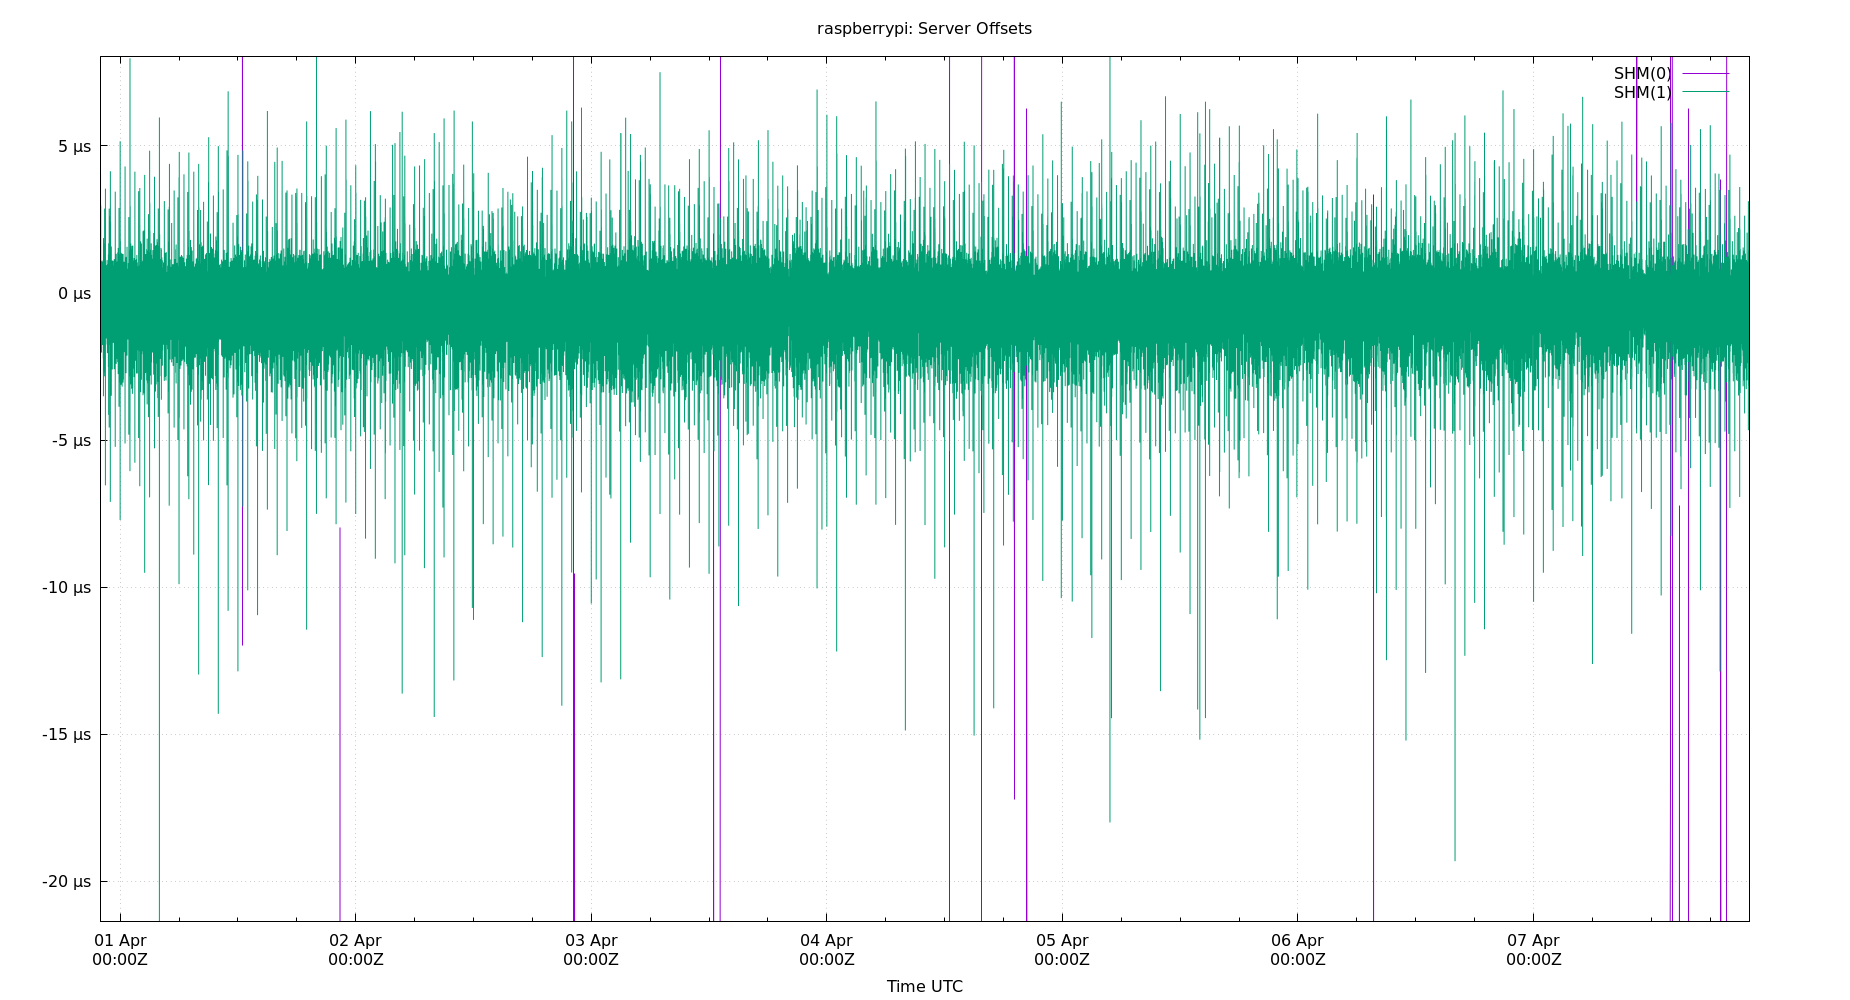 raspberrypi: Server Offsets
SHM(0)
SHM(1)
5 µs
0 µs
-5 µs
-10 µs
-15 µs
-20 µs
01 Apr 02 Apr 03 Apr 04 Apr 05 Apr 06 Apr 07 Apr
00:00Z 00:00Z 00:00Z 00:00Z 00:00Z 00:00Z 00:00Z
Time UTC